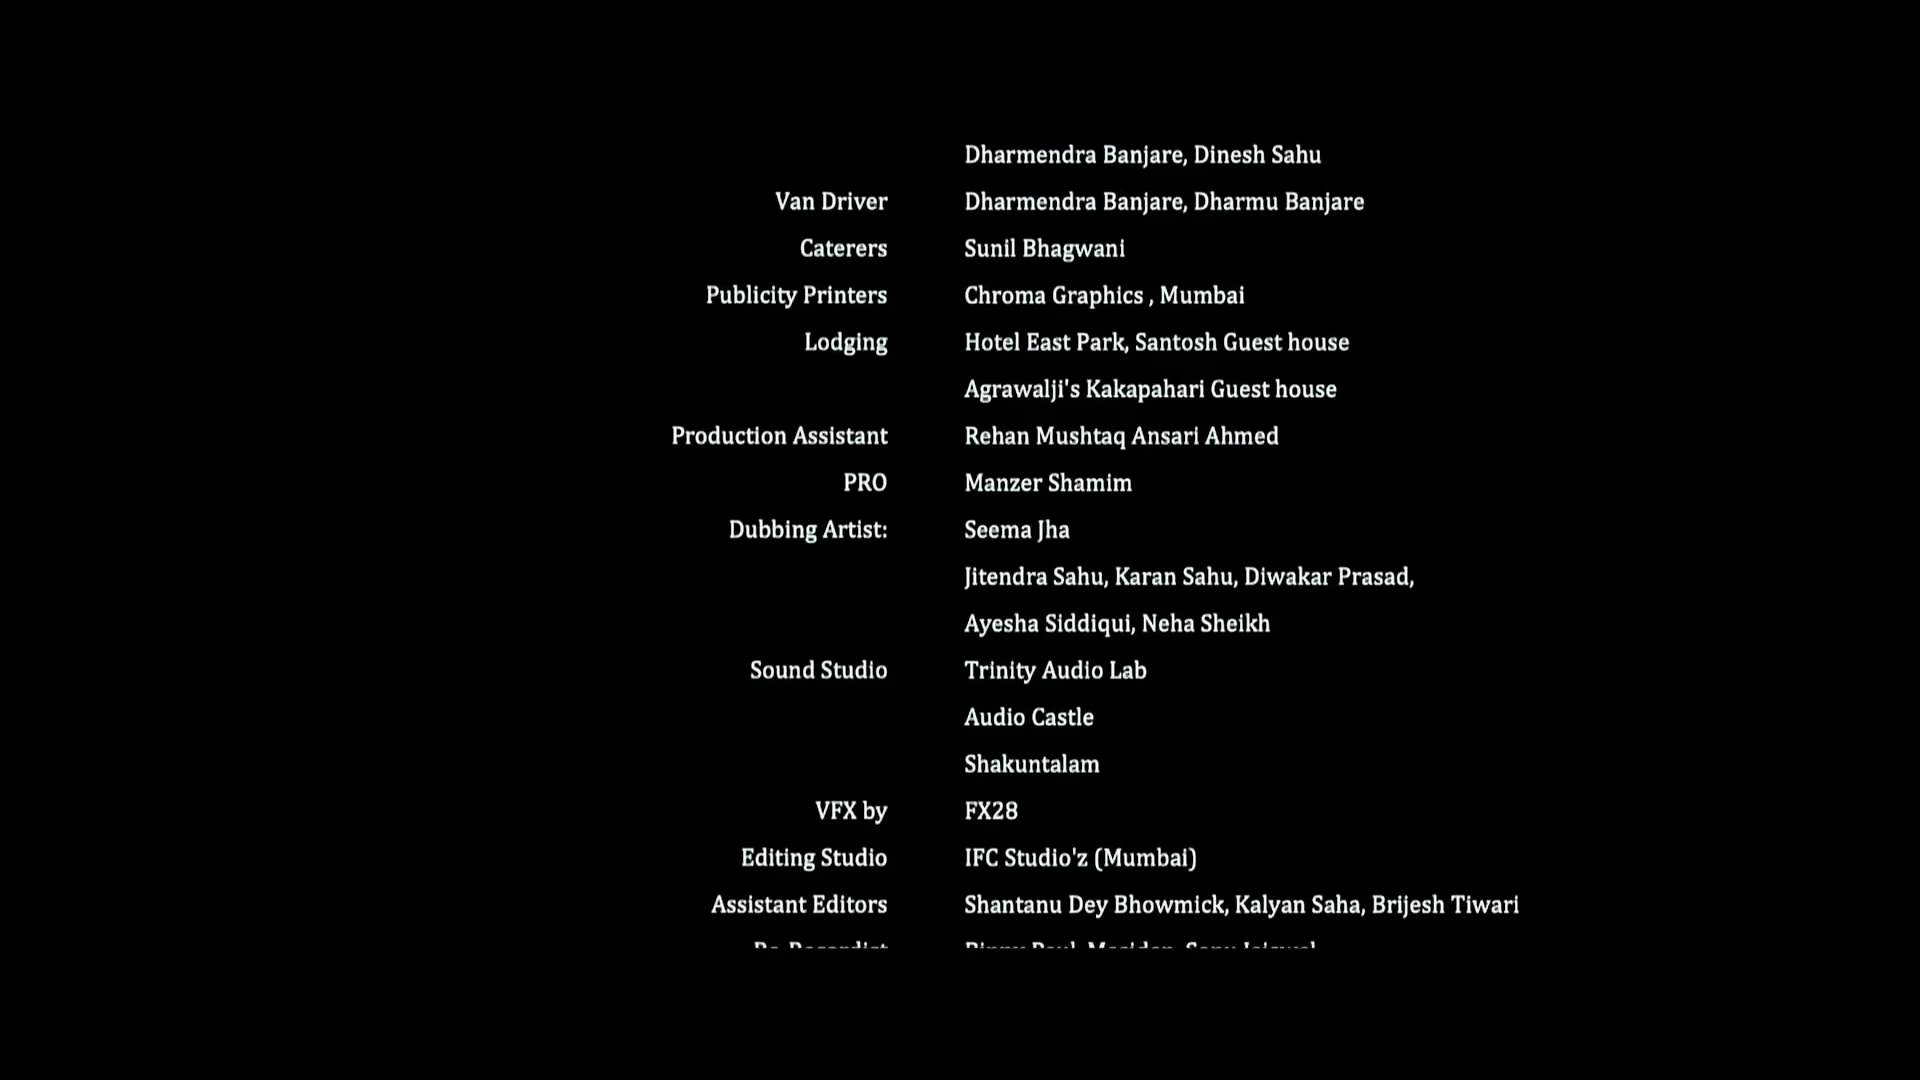 Dharmendra Banjare, Dinesh Sahu
Van Driver Dharmendra Banjare, Dharmu Banjare
Caterers Sunil Bhagwani
Publicity Printers Chroma Graphics , Mumbai
Lodging Hotel East Park, Santosh Guest house
Agrawalji's Kakapahari Guest house
Production Assistant Rehan Mushtaq Ansari Ahmed
PRO Manzer Shamim
Dubbing Artist: Seema Jha
Jitendra Sahu, Karan Sahu, Diwakar Prasad,
Ayesha Siddiqui, Neha Sheikh
Sound Studio Trinity Audio Lab
Audio Castle
Shakuntalam
VFX by FX28
Editing Studio IFC Studio'z (Mumbai)
Assistant Editors Shantanu Dey Bhowmick, Kalyan Saha, Brijesh Tiwari